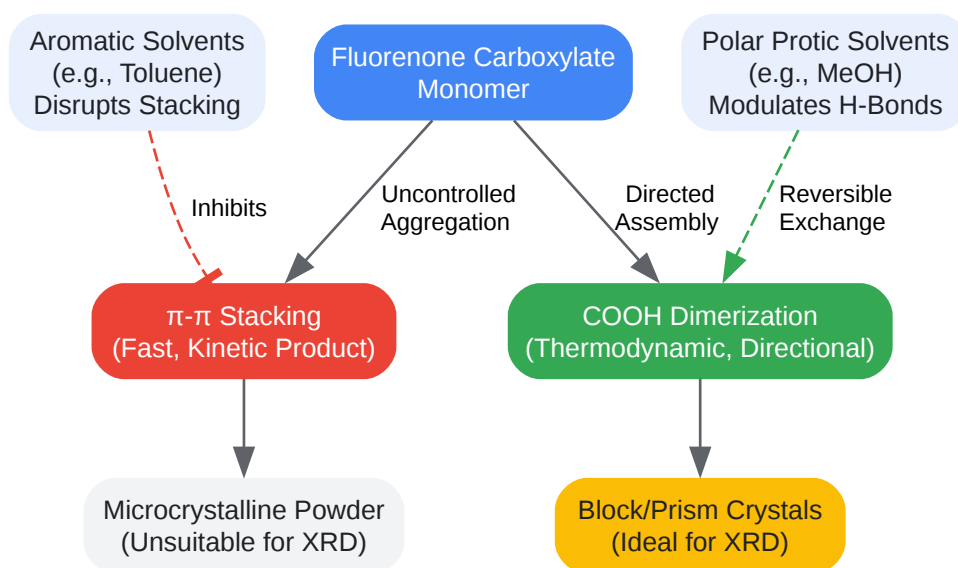 Aromatic Solvents
(e.g., Toluene)
Disrupts Stacking
Fluorenone Carboxylate
Monomer
Polar Protic Solvents
(e.g., MeOH)
Modulates H-Bonds
Inhibits
Uncontrolled
Aggregation
Directed
Assembly
Reversible
Exchange
π-π Stacking
(Fast, Kinetic Product)
COOH Dimerization
(Thermodynamic, Directional)
Microcrystalline Powder
(Unsuitable for XRD)
Block/Prism Crystals
(Ideal for XRD)